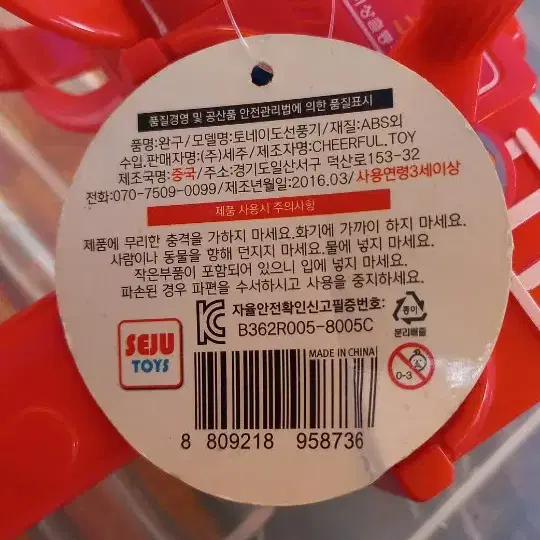 품질경영 및 공산품 안전관리법에 의한 품질표시
품명:완구/모델명:토네이도선풍기/재질:ABS외
수입.판매자명:(주)세주/제조자명:CHEERFUL.TOY
제조국명:중국/주소:경기도일산서구 덕산로153-32
전화:070-7509-0099/제조년월일:2016.03/사용연령3세이상
제품 사용시 주의사항
제품에 무리한 충격을 가하지 마세요.화기에 가까이 하지 마세요.
사람이나 동물을 향해 던지지 마세요.물에 넣지 마세요.
작은부품이 포함되어 있으니 입에 넣지 마세요.
파손된 경우 파편을 수서하시고 사용을 중지하세요.
자율안전확인신고필증번호:
B362R005-8005C
종이
분리배출
SEJU
TOYS
MADE IN CHINA
0-3
8 809218 958736